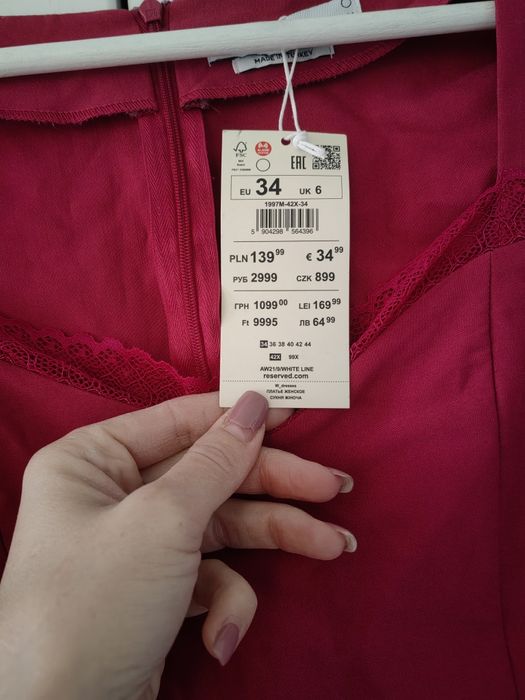 MADE IN TURKEY
FSC
EAC
EU 34 UK 6
1997M-42X-34
5 904298 564396
PLN 139 99 € 34 99
РУБ 2999 CZK 899
ГРН 1099 00 LEI 169 99
Ft 9995 ЛВ 64 99
34 36 38 40 42 44
42X 99X
AW21/9/WHITE LINE
reserved.com
W_dresses
ПЛАТЬЕ ЖЕНСКОЕ
СУКНЯ ЖІНОЧА